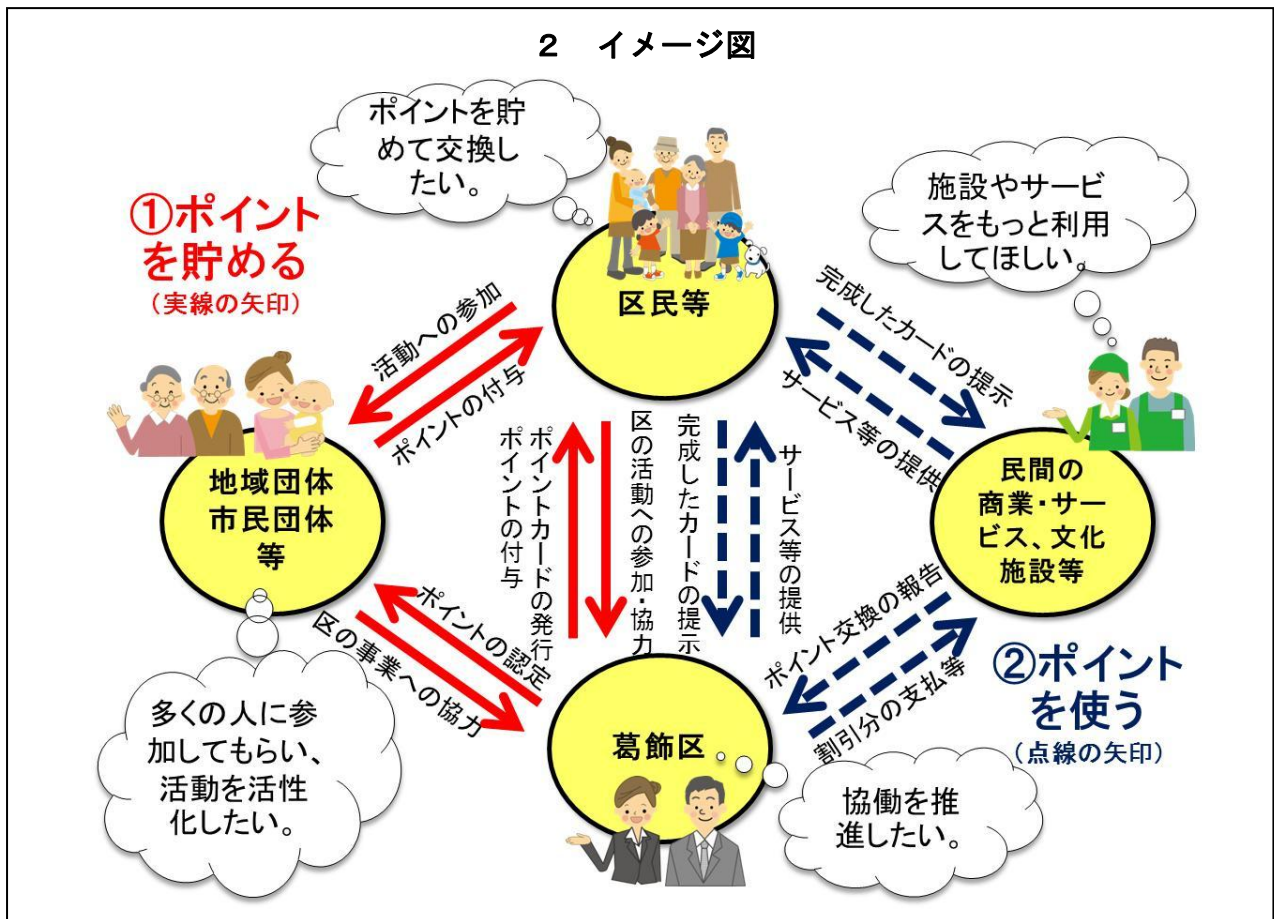 ２　イメージ図
ポイントを貯
めて交換し
たい。
施設やサービ
スをもっと利用
してほしい。
①ポイント
を貯める
（実線の矢印）
区民等
活動への参加
ポイントの付与
完成したカードの提示
サービス等の提供
地域団体
市民団体
等
ポイントカードの発行
ポイントの付与
区の活動への参加・協力
完成したカードの提示
サービス等の提供
民間の
商業・サー
ビス、文化
施設等
ポイントの認定
区の事業への協力
ポイント交換の報告
割引分の支払等
②ポイント
を使う
（点線の矢印）
多くの人に参
加してもらい、
活動を活性
化したい。
葛飾区
協働を推
進したい。